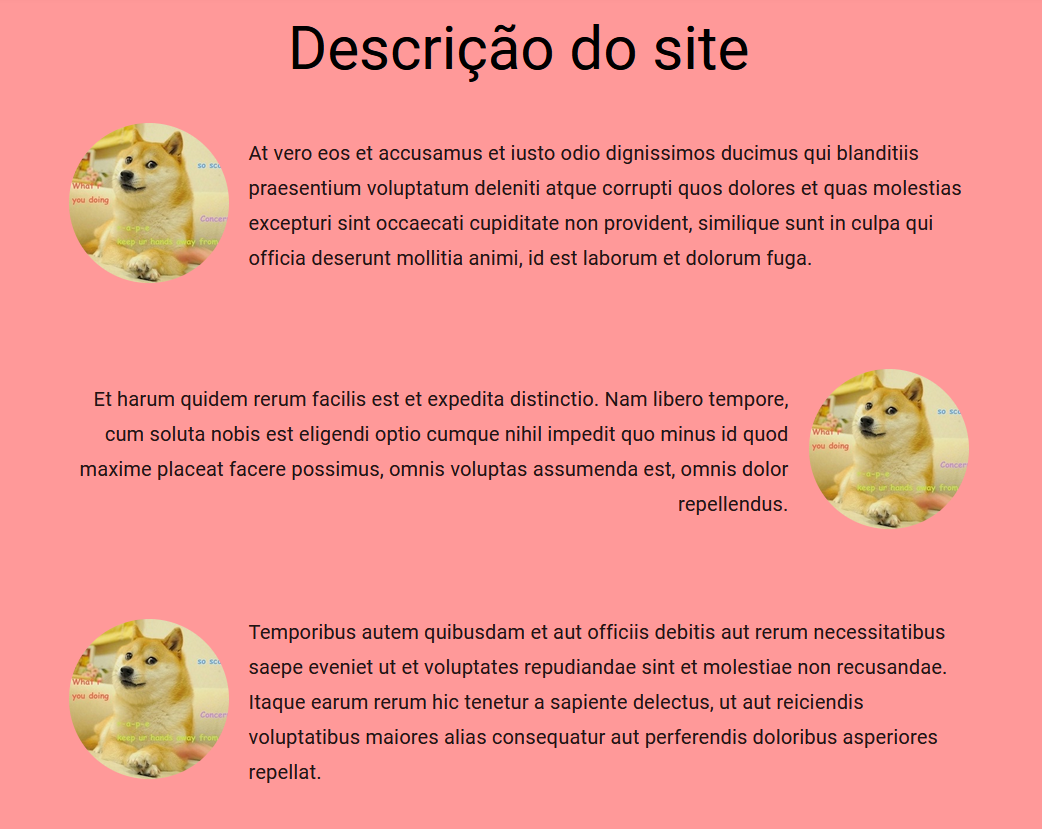 Descrição do site
so sc
What r
you doing
Concer
keep ur hands away from
At vero eos et accusamus et iusto odio dignissimos ducimus qui blanditiis
praesentium voluptatum deleniti atque corrupti quos dolores et quas molestias
excepturi sint occaecati cupiditate non provident, similique sunt in culpa qui
officia deserunt mollitia animi, id est laborum et dolorum fuga.
Et harum quidem rerum facilis est et expedita distinctio. Nam libero tempore,
cum soluta nobis est eligendi optio cumque nihil impedit quo minus id quod
maxime placeat facere possimus, omnis voluptas assumenda est, omnis dolor
repellendus.
so sc
What r
you doing
Concer
keep ur hands away from
so sc
What r
you doing
Concer
keep ur hands away from
Temporibus autem quibusdam et aut officiis debitis aut rerum necessitatibus
saepe eveniet ut et voluptates repudiandae sint et molestiae non recusandae.
Itaque earum rerum hic tenetur a sapiente delectus, ut aut reiciendis
voluptatibus maiores alias consequatur aut perferendis doloribus asperiores
repellat.